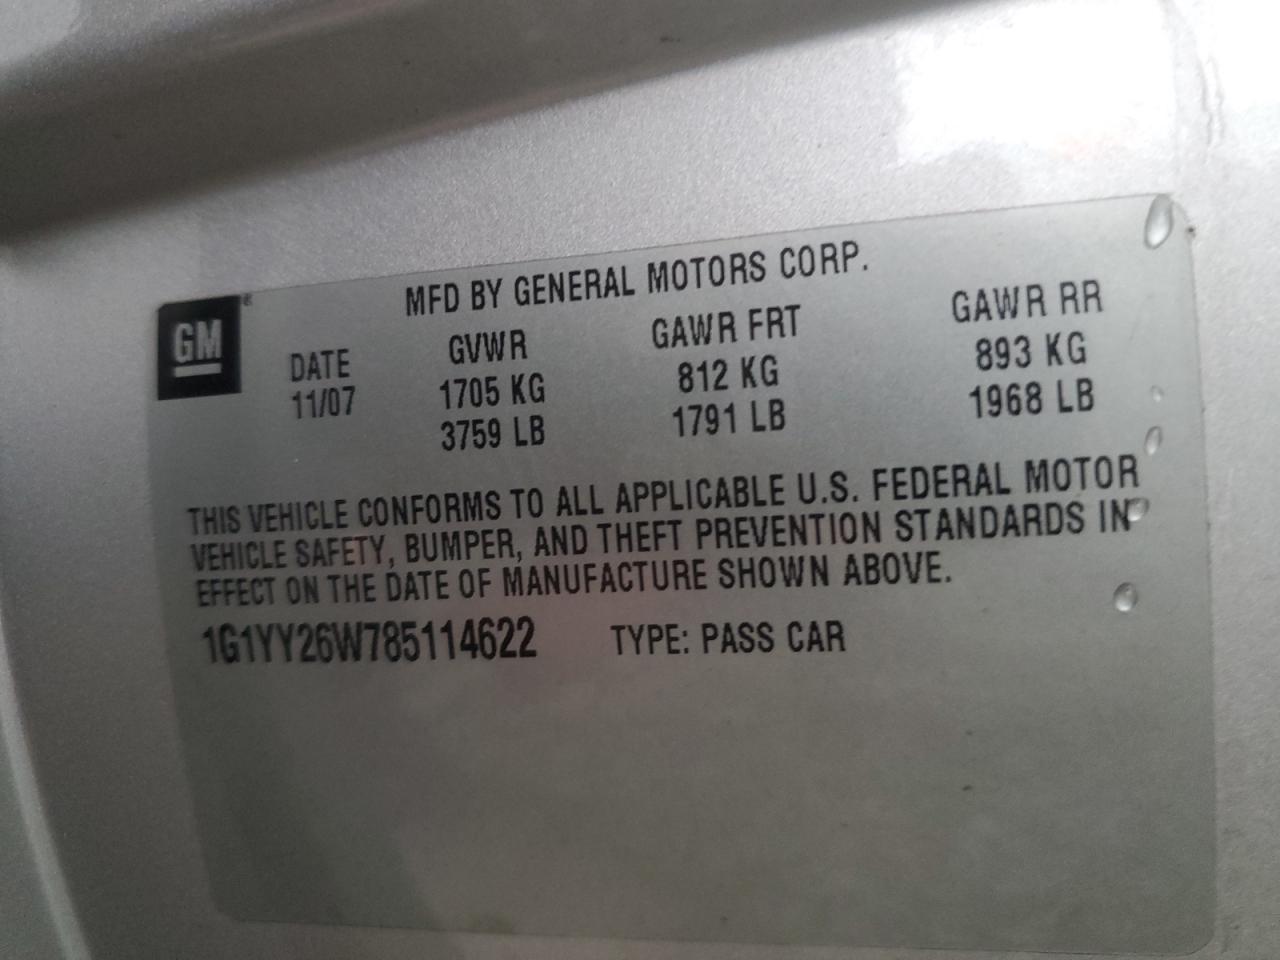 MFD BY GENERAL MOTORS CORP.
GM®
DATE GVWR GAWR FRT GAWR RR
11/07 1705 KG 812 KG 893 KG
3759 LB 1791 LB 1968 LB
THIS VEHICLE CONFORMS TO ALL APPLICABLE U.S. FEDERAL MOTOR
VEHICLE SAFETY, BUMPER, AND THEFT PREVENTION STANDARDS IN
EFFECT ON THE DATE OF MANUFACTURE SHOWN ABOVE.
1G1YY26W785114622 TYPE: PASS CAR